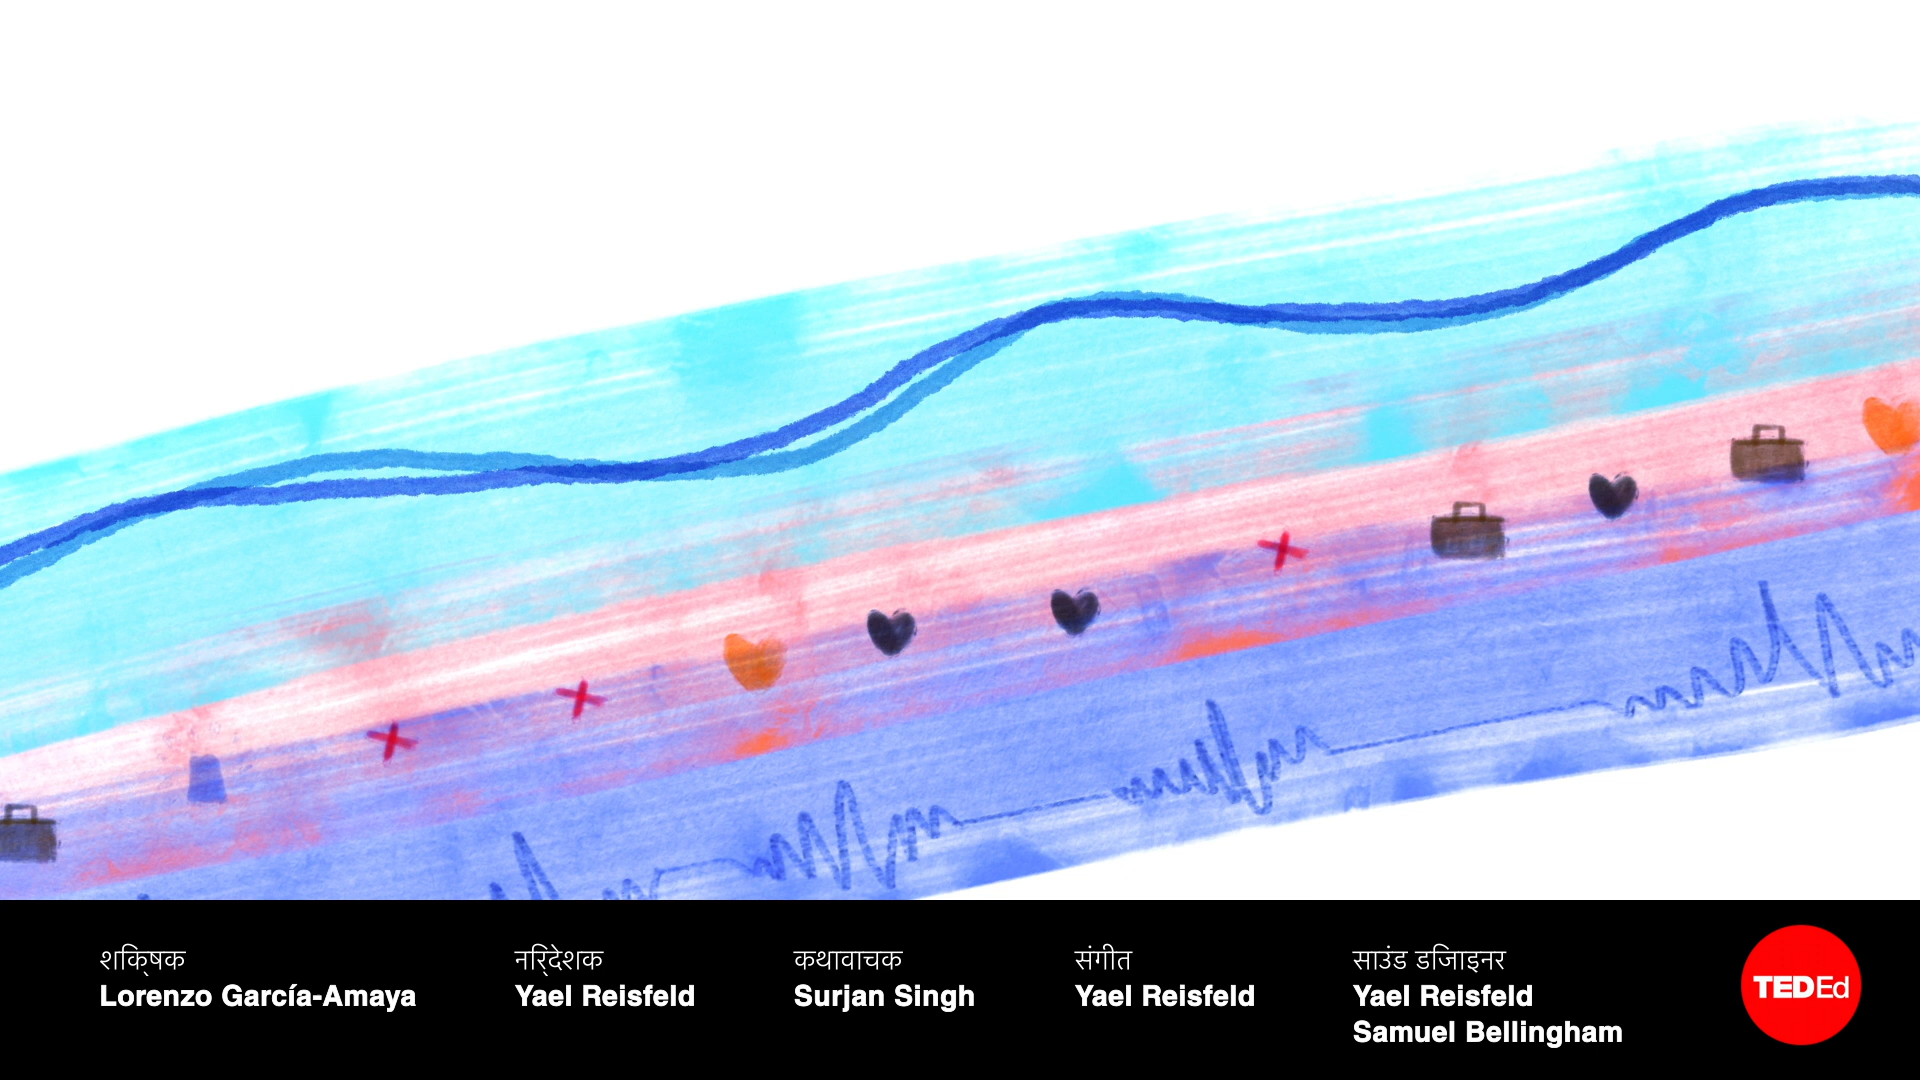 शिक्षक
Lorenzo García-Amaya
निर्देशक
Yael Reisfeld
कथावाचक
Surjan Singh
संगीत
Yael Reisfeld
साउंड डिजाइनर
Yael Reisfeld
Samuel Bellingham
TEDEd